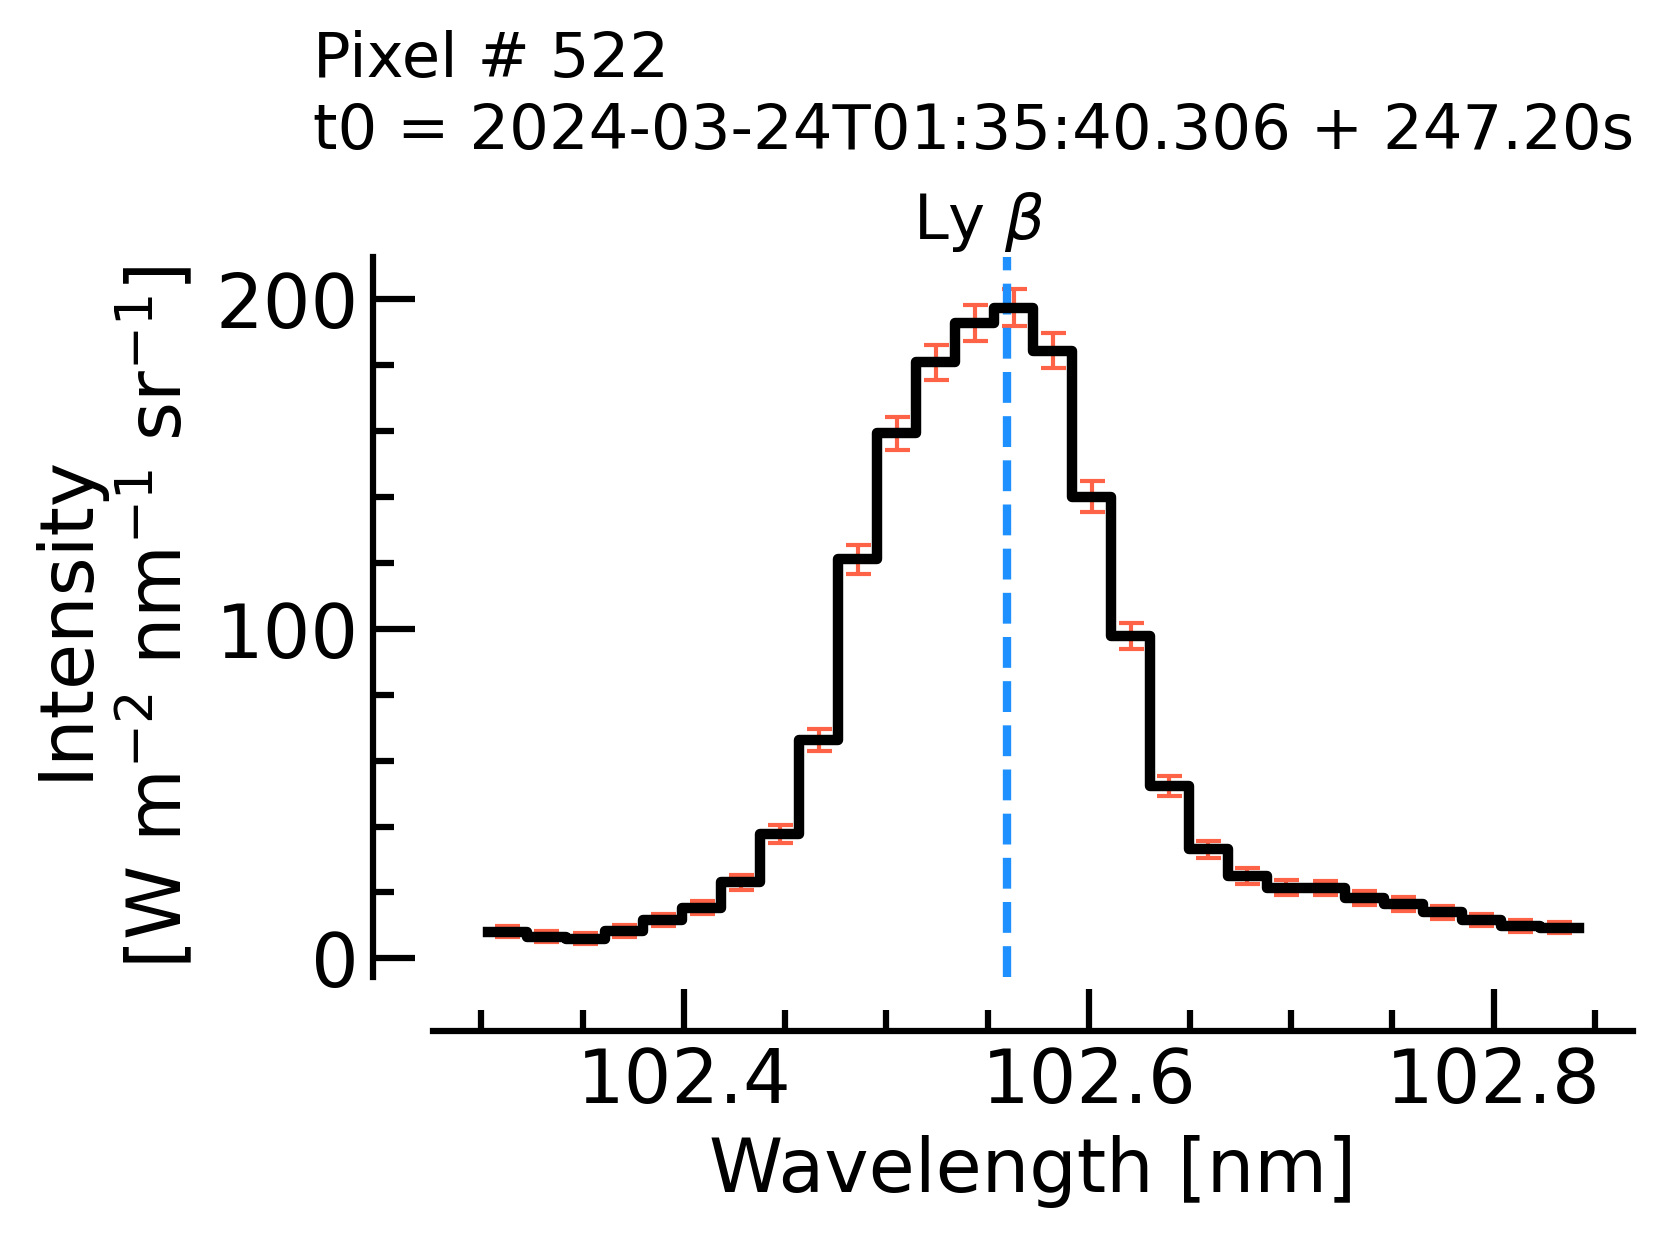 Pixel # 522
t0 = 2024-03-24T01:35:40.306 + 247.20s
Ly β
Intensity
[W m⁻² nm⁻¹ sr⁻¹]
200
100
0
102.4 102.6 102.8
Wavelength [nm]